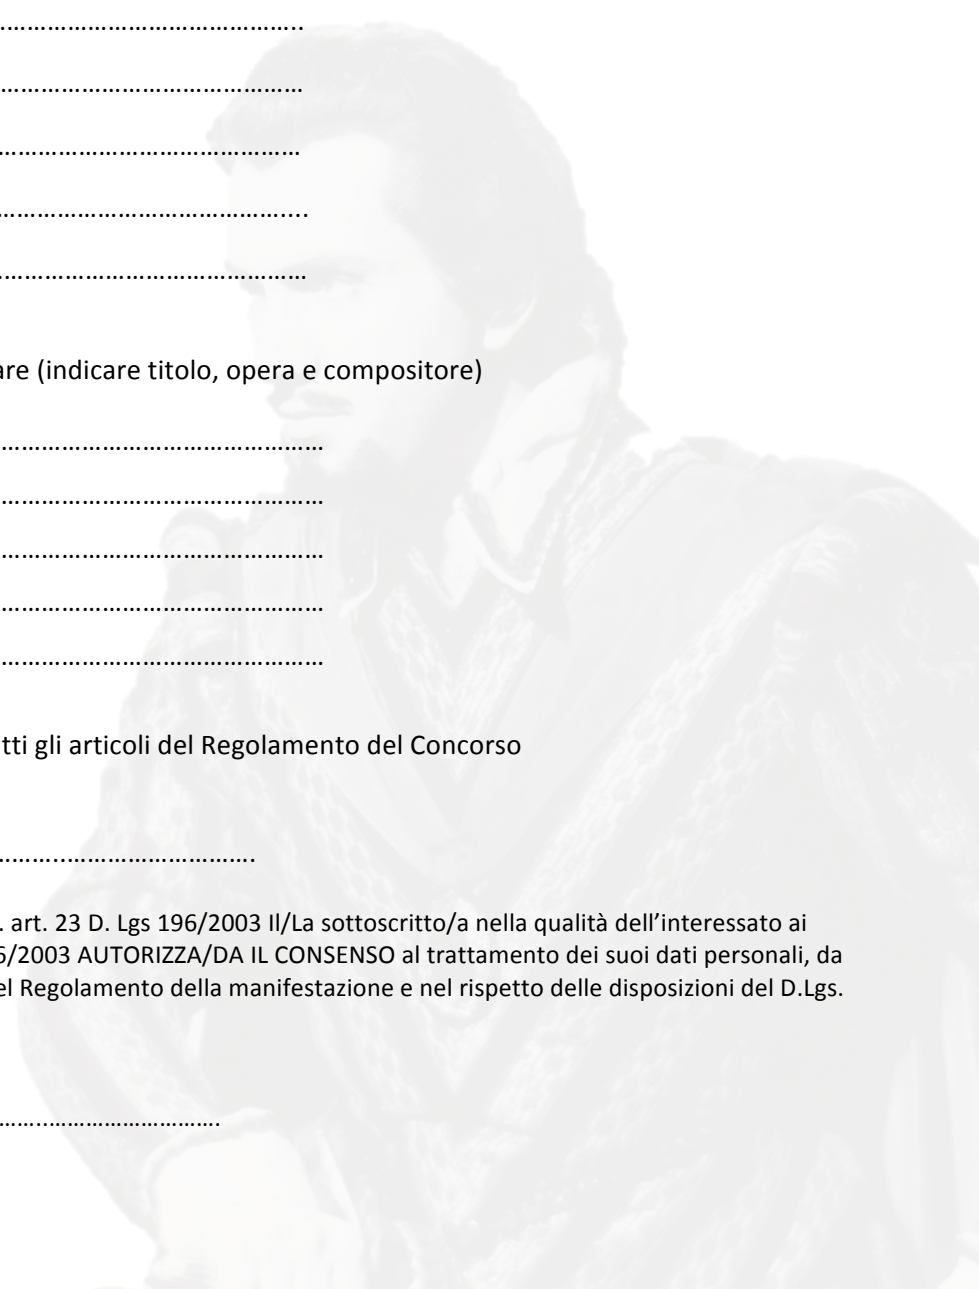 ……………………………………..
………………………………………
………………………………………
……………………………………....
………………………………………
are (indicare titolo, opera e compositore)
…………………………………………
…………………………………………
…………………………………………
…………………………………………
…………………………………………
tti gli articoli del Regolamento del Concorso
………..……………………….
. art. 23 D. Lgs 196/2003 Il/La sottoscritto/a nella qualità dell’interessato ai
6/2003 AUTORIZZA/DA IL CONSENSO al trattamento dei suoi dati personali, da
el Regolamento della manifestazione e nel rispetto delle disposizioni del D.Lgs.
……..……………………….